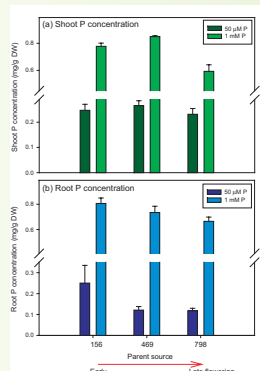 (a) Shoot P concentration
50 µM P
1 mM P
0.8
0.6
0.2
0.1
0.0
Shoot P concentration (mg/g DW)
(b) Root P concentration
50 µM P
1 mM P
0.8
0.6
0.3
0.2
0.1
0.0
Root P concentration (mg/g DW)
156 469 798
Parent source
Early Late flowering